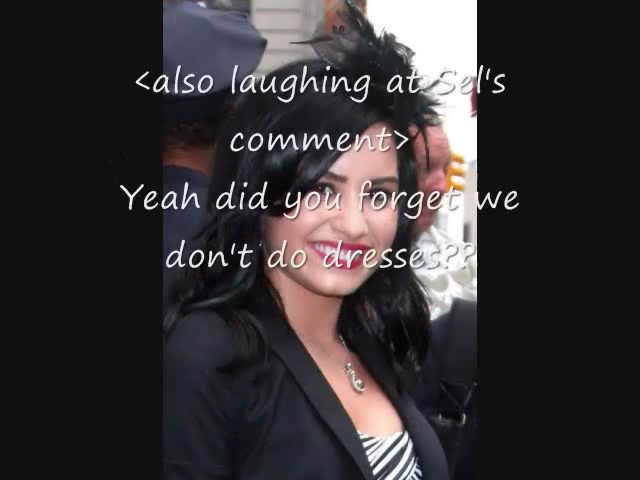 <also laughing at Sel's
comment>
Yeah did you forget we
don't do dresses??